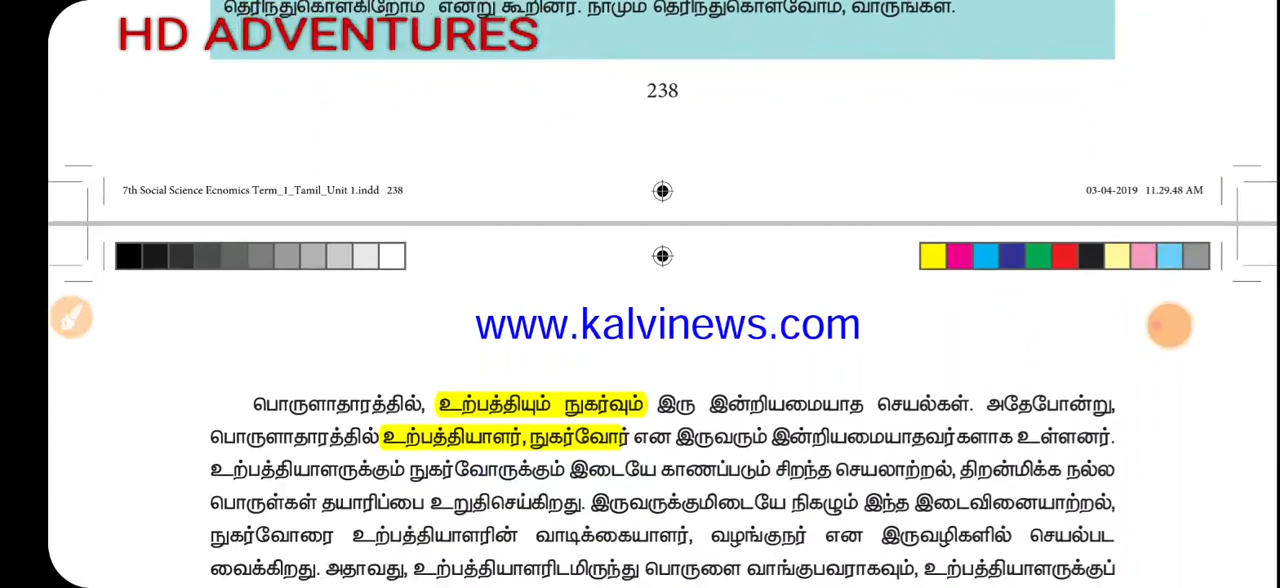 தெரிந்துகொள்கிறோம் என்று கூறினர். நாமும் தெரிந்துகொள்வோம், வாருங்கள்.
HD ADVENTURES
238
7th Social Science Ecnomics Term_1_Tamil_Unit 1.indd 238
03-04-2019 11.29.48 AM
www.kalvinews.com
பொருளாதாரத்தில், உற்பத்தியும் நுகர்வும் இரு இன்றியமையாத செயல்கள். அதேபோன்று,
பொருளாதாரத்தில் உற்பத்தியாளர், நுகர்வோர் என இருவரும் இன்றியமையாதவர்களாக உள்ளனர்.
உற்பத்தியாளருக்கும் நுகர்வோருக்கும் இடையே காணப்படும் சிறந்த செயலாற்றல், திறன்மிக்க நல்ல
பொருள்கள் தயாரிப்பை உறுதிசெய்கிறது. இருவருக்குமிடையே நிகழும் இந்த இடைவினையாற்றல்,
நுகர்வோரை உற்பத்தியாளரின் வாடிக்கையாளர், வழங்குநர் என இருவழிகளில் செயல்பட
வைக்கிறது. அதாவது, உற்பத்தியாளரிடமிருந்து பொருளை வாங்குபவராகவும், உற்பத்தியாளருக்குப்